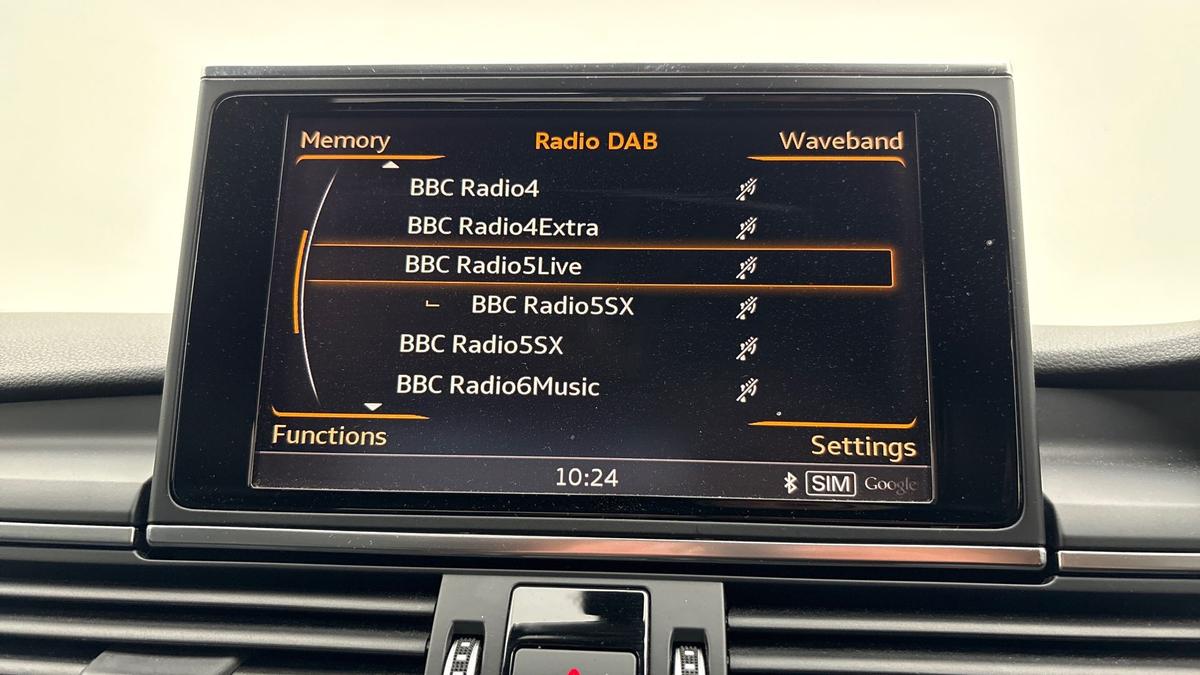 Memory Radio DAB Waveband
BBC Radio4
BBC Radio4Extra
BBC Radio5Live
BBC Radio5SX
BBC Radio5SX
BBC Radio6Music
Functions Settings
10:24 SIM Google